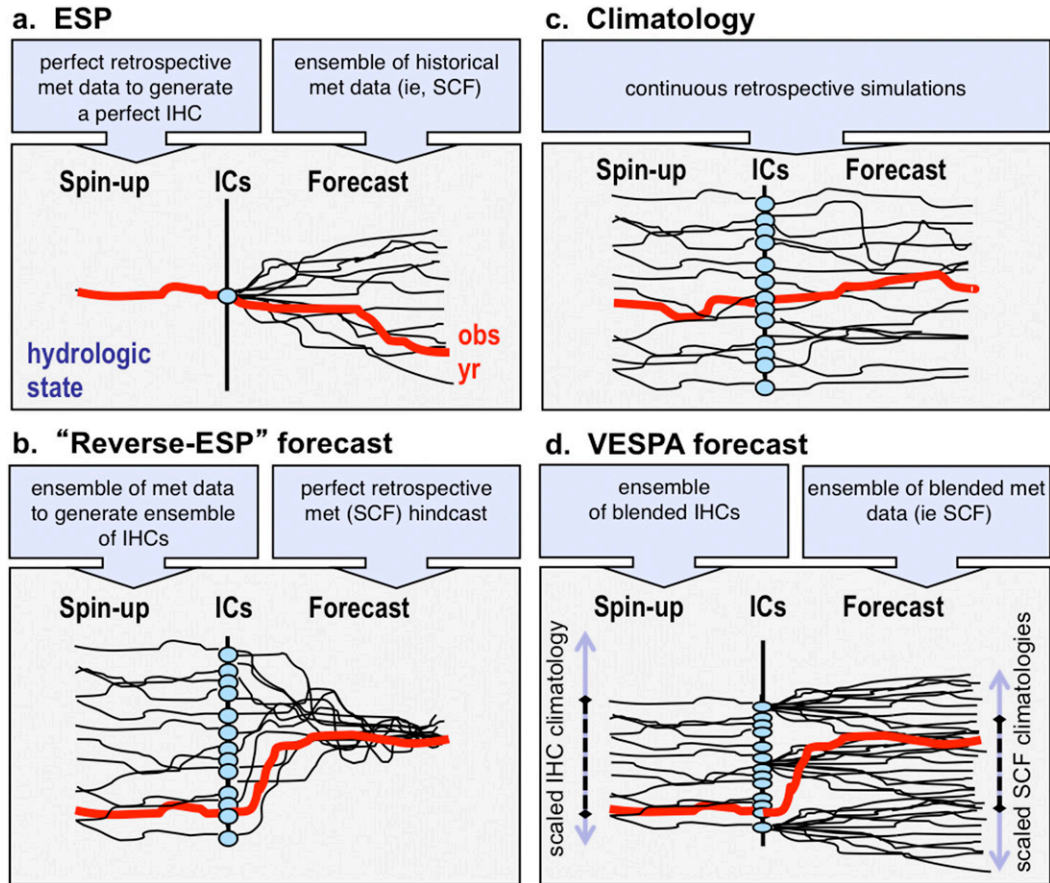 a. ESP
perfect retrospective
met data to generate
a perfect IHC
ensemble of historical
met data (ie, SCF)
Spin-up ICs Forecast
hydrologic
state
obs
yr
c. Climatology
continuous retrospective simulations
Spin-up ICs Forecast
b. “Reverse-ESP” forecast
ensemble of met data
to generate ensemble
of IHCs
perfect retrospective
met (SCF) hindcast
Spin-up ICs Forecast
d. VESPA forecast
ensemble
of blended IHCs
ensemble of blended met
data (ie SCF)
Spin-up ICs Forecast
scaled IHC climatology
scaled SCF climatologies